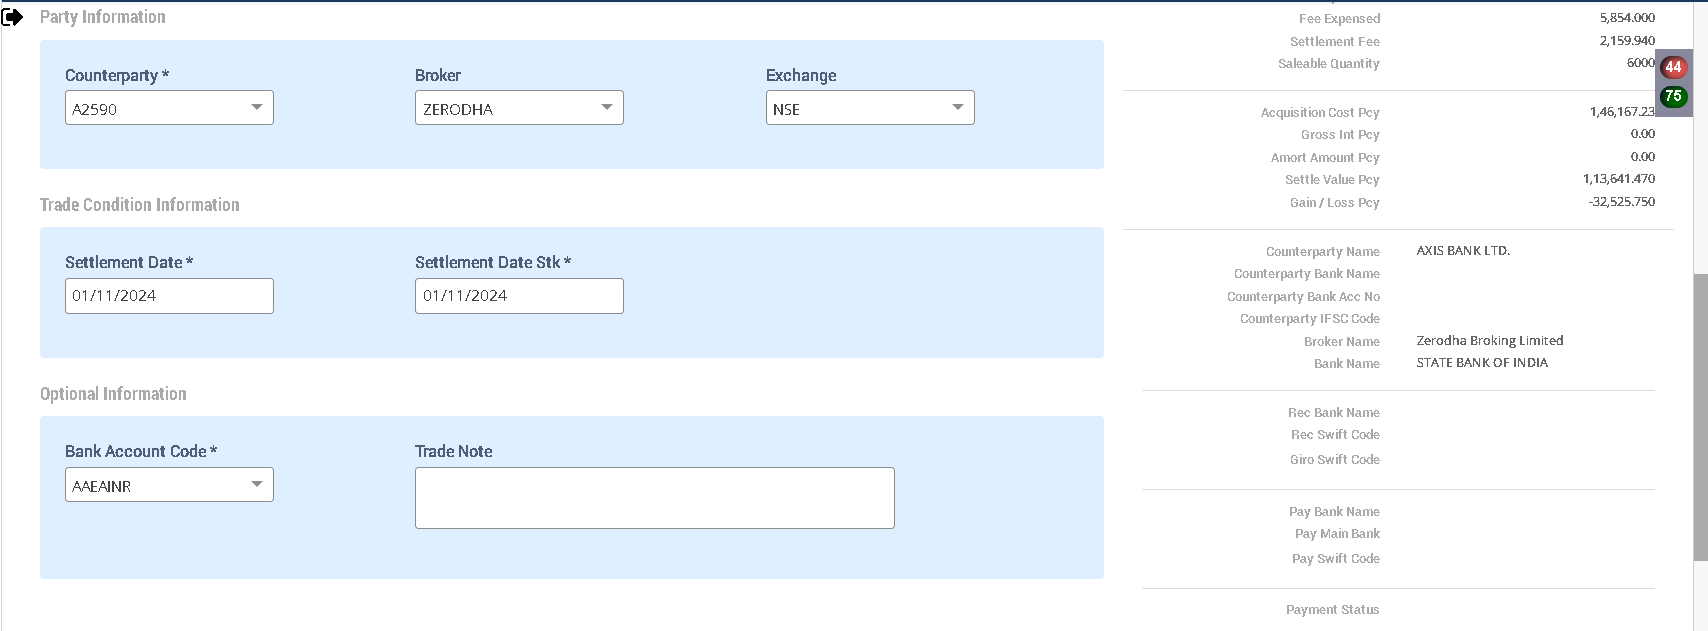 Party Information
Counterparty *
Broker
Exchange
A2590
ZERODHA
NSE
Trade Condition Information
Settlement Date *
Settlement Date Stk *
01/11/2024
01/11/2024
Optional Information
Bank Account Code *
Trade Note
AAEAINR
Fee Expensed 5,854.000
Settlement Fee 2,159.940
Saleable Quantity 6000
44
75
Acquisition Cost Pcy 1,46,167.23
Gross Int Pcy 0.00
Amort Amount Pcy 0.00
Settle Value Pcy 1,13,641.470
Gain / Loss Pcy -32,525.750
Counterparty Name AXIS BANK LTD.
Counterparty Bank Name
Counterparty Bank Acc No
Counterparty IFSC Code
Broker Name Zerodha Broking Limited
Bank Name STATE BANK OF INDIA
Rec Bank Name
Rec Swift Code
Giro Swift Code
Pay Bank Name
Pay Main Bank
Pay Swift Code
Payment Status